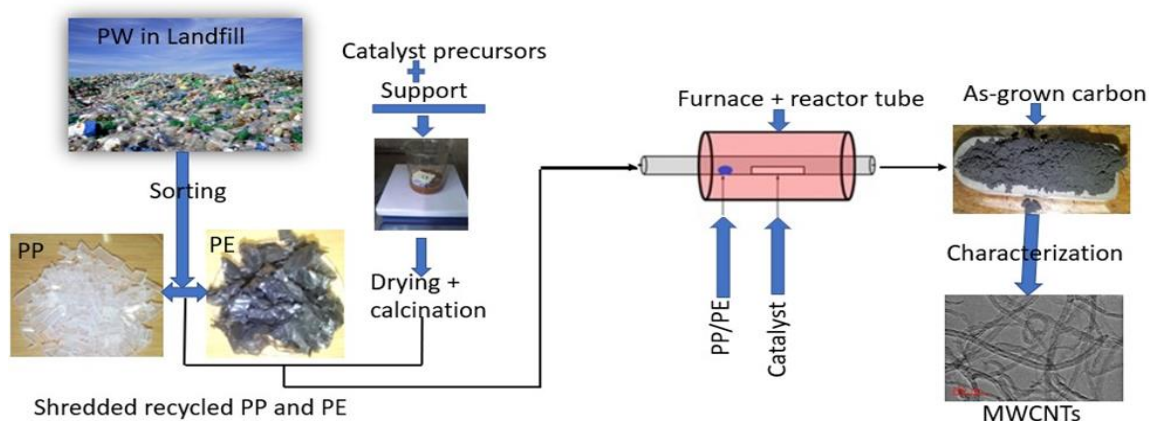 PW in Landfill
Sorting
PP
PE
Shredded recycled PP and PE
Catalyst precursors
+
Support
Drying +
calcination
Furnace + reactor tube
PP/PE
Catalyst
As-grown carbon
Characterization
MWCNTs